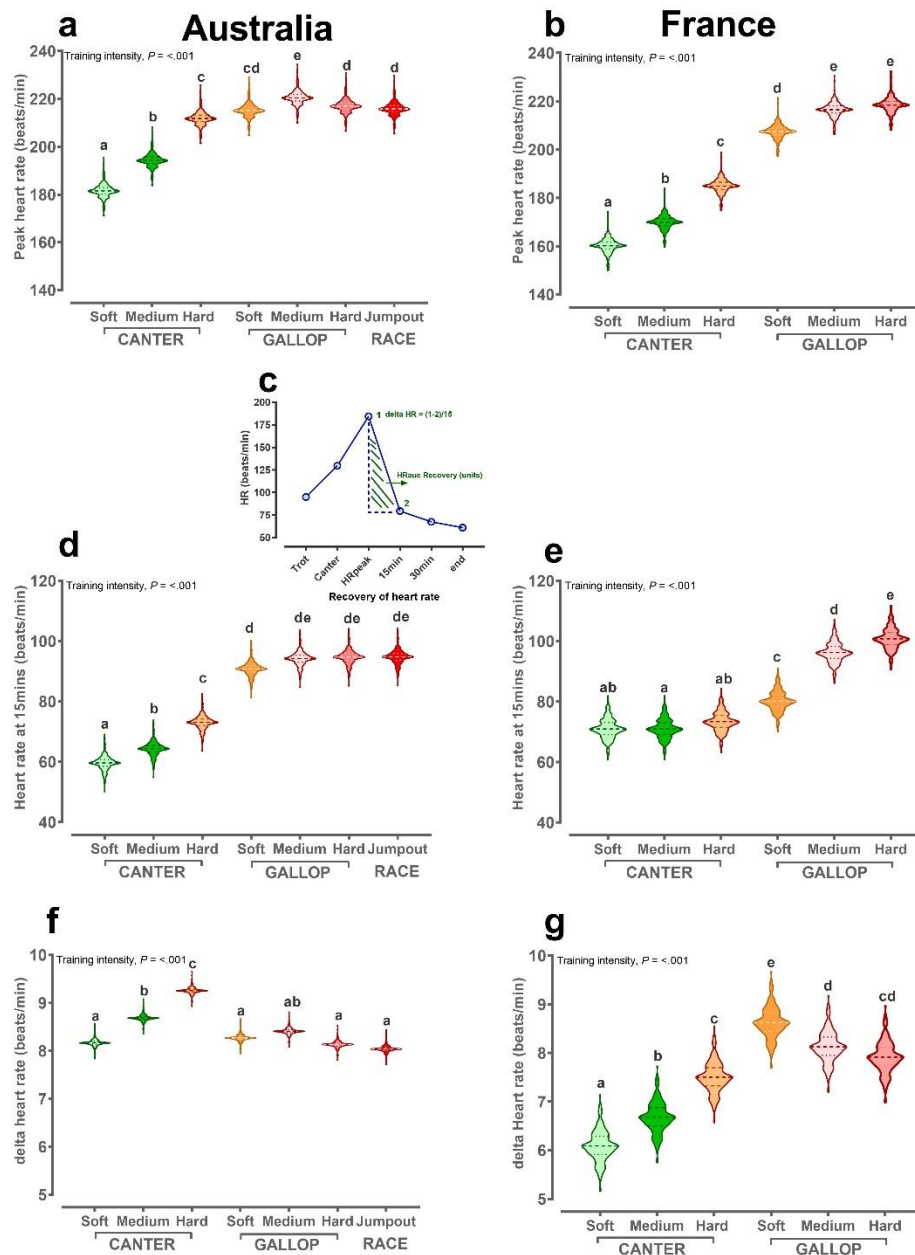 a
Australia
Training intensity, P = <.001
Peak heart rate (beats/min)
240
220
200
180
160
140
a
b
c
cd
e
d
d
Soft Medium Hard Soft Medium Hard Jumpout
CANTER GALLOP RACE
b
France
Training intensity, P = <.001
Peak heart rate (beats/min)
240
220
200
180
160
140
a
b
c
d
e
e
Soft Medium Hard Soft Medium Hard
CANTER GALLOP
c
HR (beats/min)
200
175
150
125
100
75
50
1 delta HR = (1-2)/15
HRauc Recovery (units)
2
Trot Canter HRpeak 15min 30min end
Recovery of heart rate
d
Training intensity, P = <.001
Heart rate at 15mins (beats/min)
120
100
80
60
40
a
b
c
d
de
de
de
Soft Medium Hard Soft Medium Hard Jumpout
CANTER GALLOP RACE
e
Training intensity, P = <.001
Heart rate at 15mins (beats/min)
120
100
80
60
40
ab
a
ab
c
d
e
Soft Medium Hard Soft Medium Hard
CANTER GALLOP
f
Training intensity, P = <.001
delta heart rate (beats/min)
10
9
8
7
6
5
a
b
c
a
ab
a
a
Soft Medium Hard Soft Medium Hard Jumpout
CANTER GALLOP RACE
g
Training intensity, P = <.001
delta Heart rate (beats/min)
10
9
8
7
6
5
a
b
c
e
d
cd
Soft Medium Hard Soft Medium Hard
CANTER GALLOP